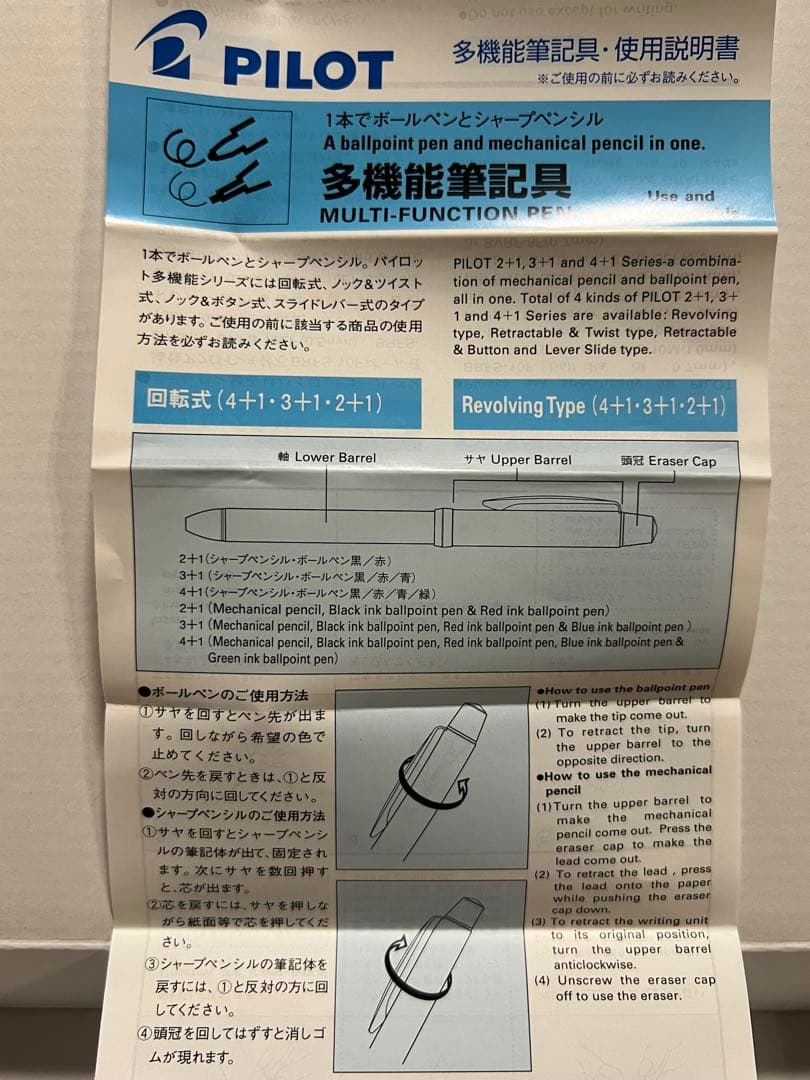 PILOT
多機能筆記具・使用説明書
※ご使用の前に必ずお読みください。
1本でボールペンとシャープペンシル
A ballpoint pen and mechanical pencil in one.
多機能筆記具
MULTI-FUNCTION PEN
Use and
1本でボールペンとシャープペンシル。パイロッ
ト多機能シリーズには回転式、ノック&ツイスト
式、ノック&ボタン式、スライドレバー式のタイプ
があります。ご使用の前に該当する商品の使用
方法を必ずお読みください。
PILOT 2+1, 3+1 and 4+1 Series-a combina-
tion of mechanical pencil and ballpoint pen,
all in one. Total of 4 kinds of PILOT 2+1, 3+
1 and 4+1 Series are available: Revolving
type, Retractable & Twist type, Retractable
& Button and Lever Slide type.
回転式(4+1・3+1・2+1)
Revolving Type (4+1・3+1・2+1)
軸 Lower Barrel
サヤ Upper Barrel
頭冠 Eraser Cap
2+1(シャープペンシル・ボールペン黒/赤)
3+1(シャープペンシル・ボールペン黒/赤/青)
4+1(シャープペンシル・ボールペン黒/赤/青/緑)
2+1 (Mechanical pencil, Black ink ballpoint pen & Red ink ballpoint pen)
3+1 (Mechanical pencil, Black ink ballpoint pen, Red ink ballpoint pen & Blue ink ballpoint pen )
4+1 (Mechanical pencil, Black ink ballpoint pen, Red ink ballpoint pen, Blue ink ballpoint pen &
Green ink ballpoint pen)
●ボールペンのご使用方法
①サヤを回すとペン先が出ま
す。回しながら希望の色で
止めてください。
②ペン先を戻すときは、①と反
対の方向に回してください。
●シャープペンシルのご使用方法
①サヤを回すとシャープペンシ
ルの筆記体が出て、固定され
ます。次にサヤを数回押す
と、芯が出ます。
②芯を戻すには、サヤを押しな
がら紙面等で芯を押してくだ
さい。
③シャープペンシルの筆記体を
戻すには、①と反対の方に回
してください。
④頭冠を回してはずすと消しゴ
ムが現れます。
●How to use the ballpoint pen
(1) Turn the upper barrel to
make the tip come out.
(2) To retract the tip, turn
the upper barrel to the
opposite direction.
●How to use the mechanical
pencil
(1)Turn the upper barrel to
make the mechanical
pencil come out. Press the
eraser cap to make the
lead come out.
(2) To retract the lead , press
the lead onto the paper
while pushing the eraser
cap down.
(3) To retract the writing unit
to its original position,
turn the upper barrel
anticlockwise.
(4) Unscrew the eraser cap
off to use the eraser.